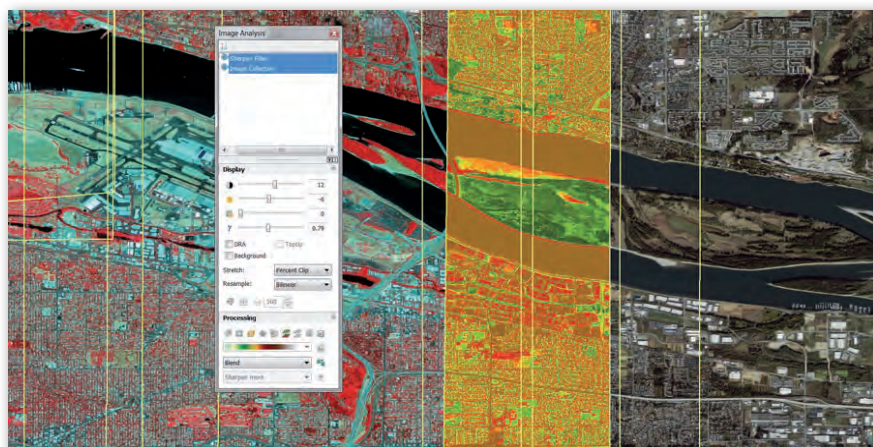 Image Analysis
Sharpen Filter
Image Collection
Display
12
-6
0
0.79
DRA
Background
Stretch: Percent Clip
Resample: Bilinear
500
Processing
Blend
Sharpen more